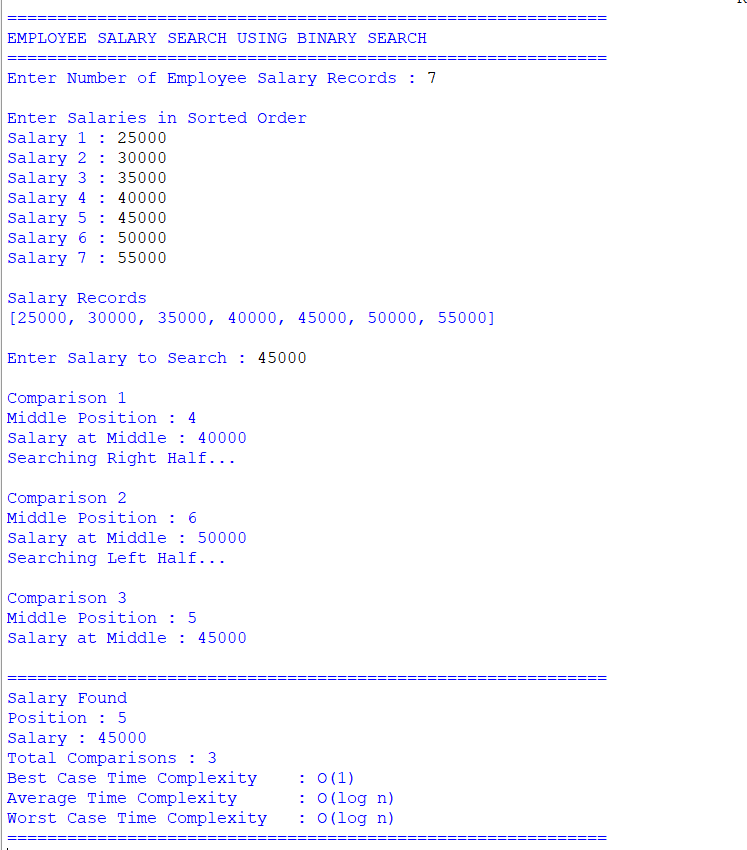 ============================================================
EMPLOYEE SALARY SEARCH USING BINARY SEARCH
============================================================
Enter Number of Employee Salary Records : 7
Enter Salaries in Sorted Order
Salary 1 : 25000
Salary 2 : 30000
Salary 3 : 35000
Salary 4 : 40000
Salary 5 : 45000
Salary 6 : 50000
Salary 7 : 55000
Salary Records
[25000, 30000, 35000, 40000, 45000, 50000, 55000]
Enter Salary to Search : 45000
Comparison 1
Middle Position : 4
Salary at Middle : 40000
Searching Right Half...
Comparison 2
Middle Position : 6
Salary at Middle : 50000
Searching Left Half...
Comparison 3
Middle Position : 5
Salary at Middle : 45000
============================================================
Salary Found
Position : 5
Salary : 45000
Total Comparisons : 3
Best Case Time Complexity    : O(1)
Average Time Complexity      : O(log n)
Worst Case Time Complexity   : O(log n)
============================================================